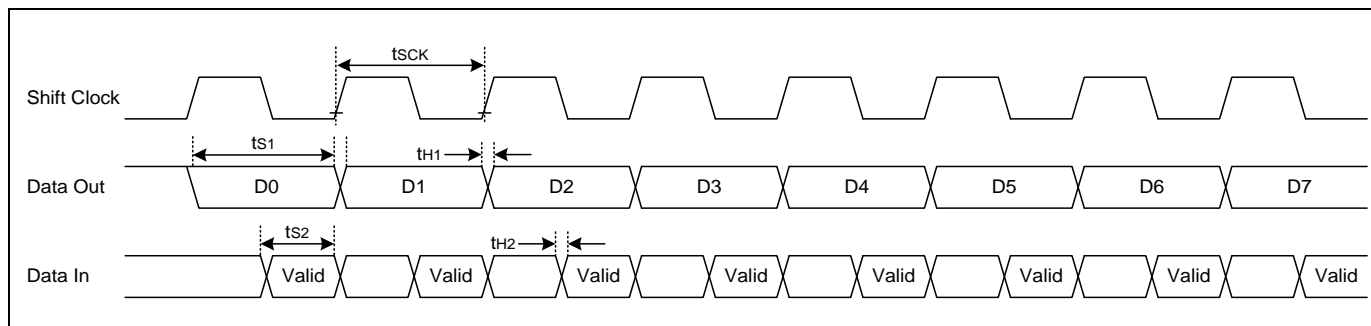 tSCK
Shift Clock
tS1
tH1
Data Out D0 D1 D2 D3 D4 D5 D6 D7
tS2
tH2
Data In Valid Valid Valid Valid Valid Valid Valid Valid